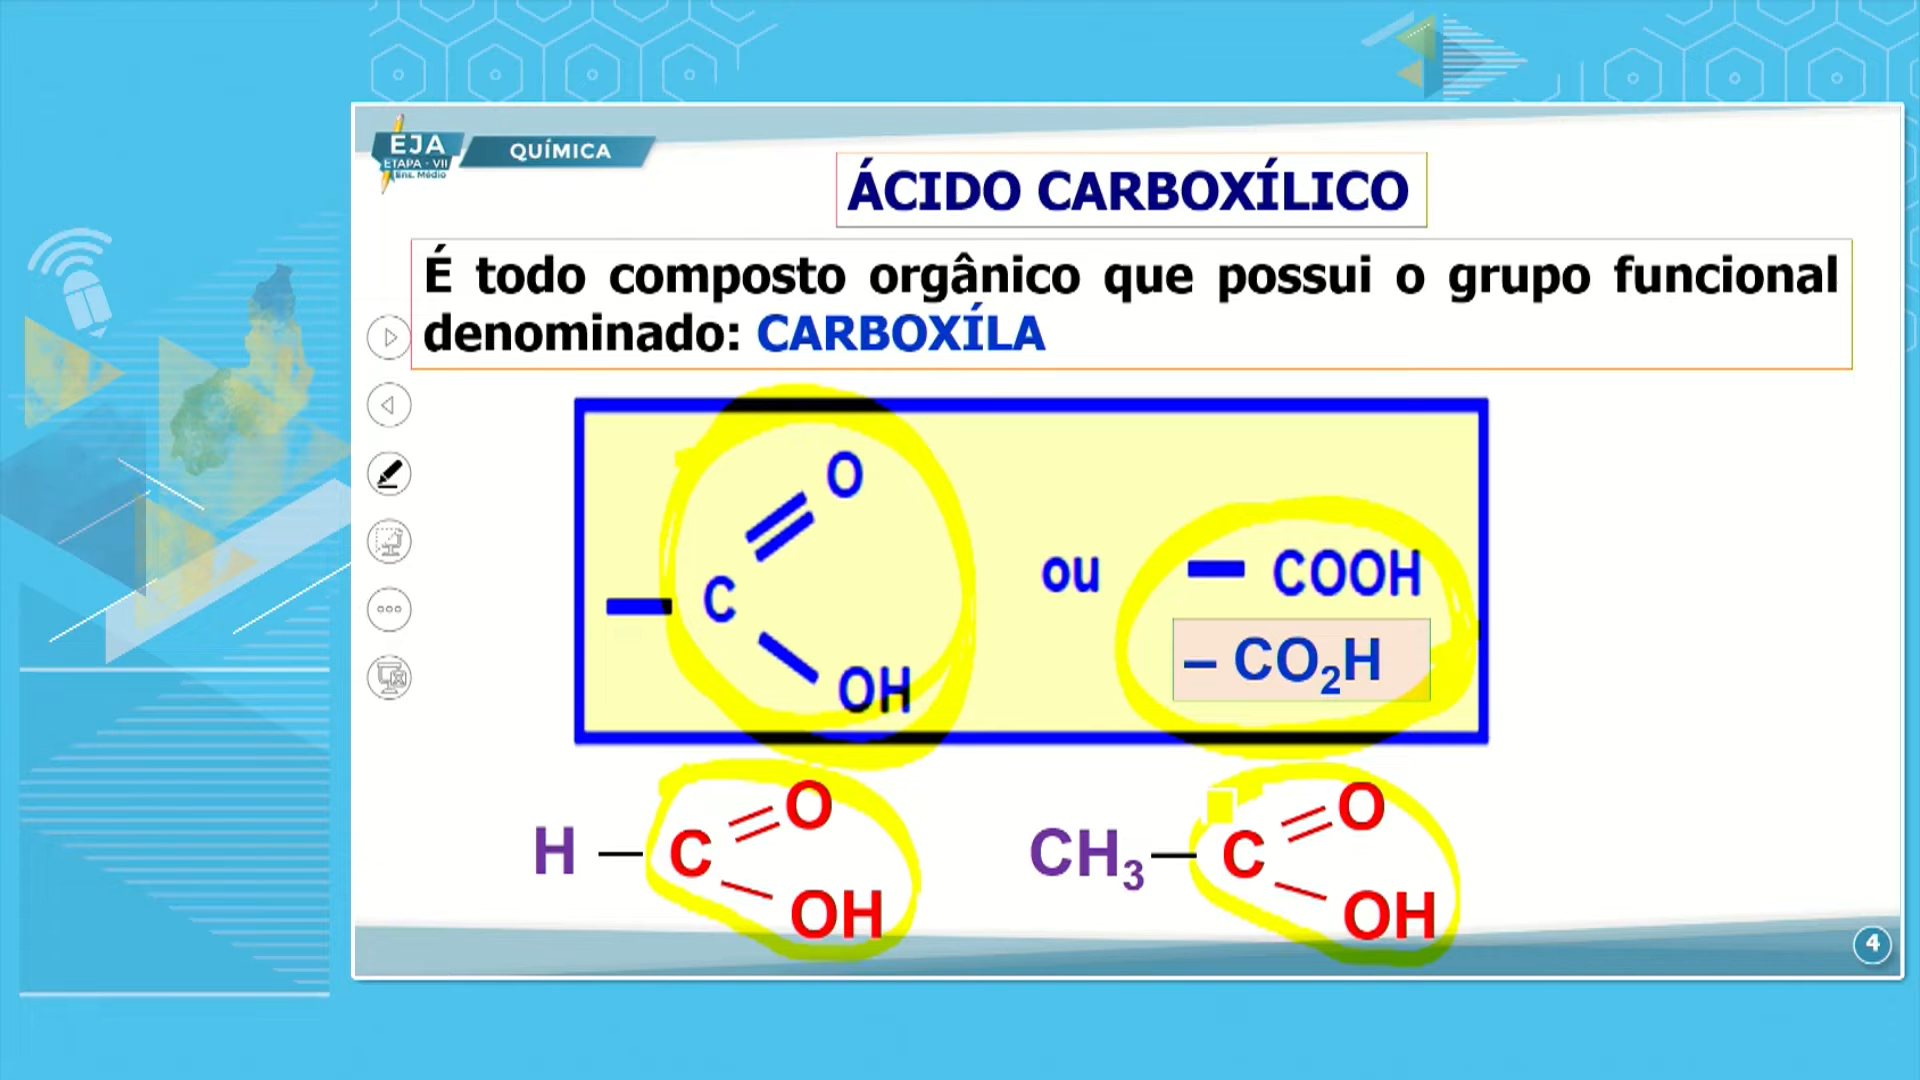 EJA
ETAPA - VII
Ens. Médio
QUÍMICA
ÁCIDO CARBOXÍLICO
É todo composto orgânico que possui o grupo funcional
denominado: CARBOXÍLA
O
C
OH
ou
– COOH
– CO₂H
H – C
O
OH
CH₃ – C
O
OH
4